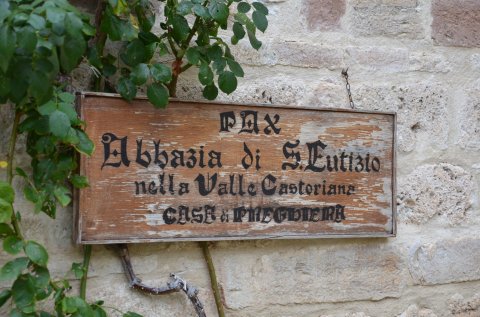 PAX
Abbazia di S. Eutizio
nella Valle Castoriana
CASA di PREGHIERA